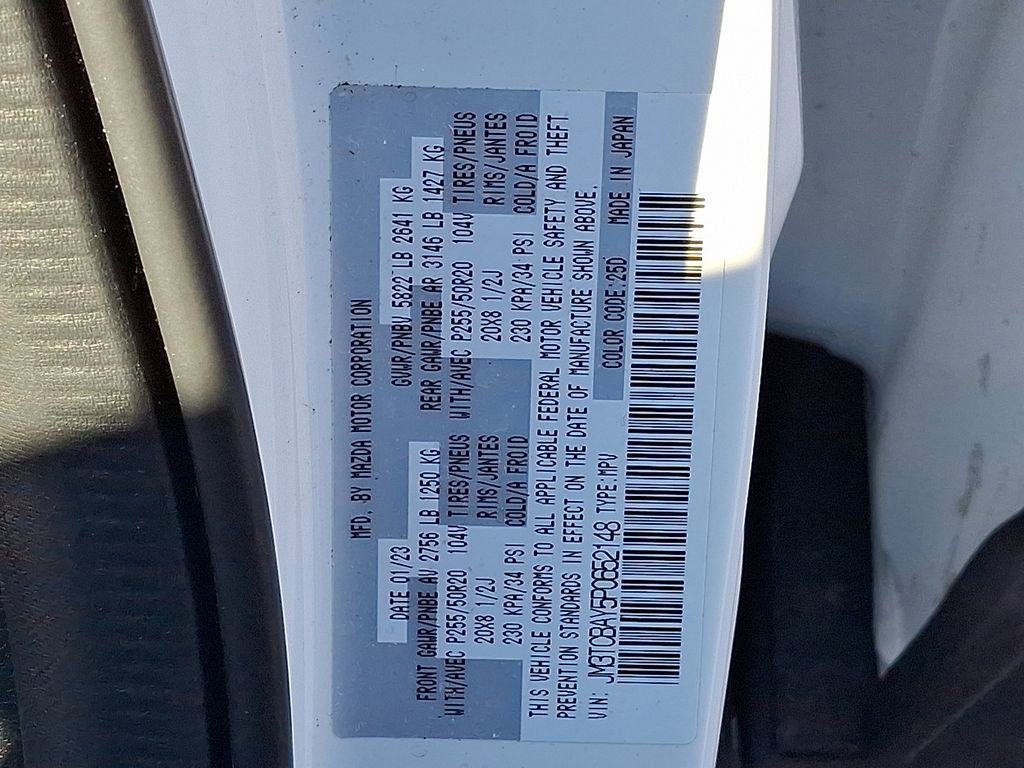 MFD. BY MAZDA MOTOR CORPORATION
DATE 01/23 GVWR/PNBV 5822 LB 2641 KG
FRONT GAWR/PNBE AV 2756 LB 1250 KG REAR GAWR/PNBE AR 3146 LB 1427 KG
WITH/AVEC P255/50R20 104V TIRES/PNEUS WITH/AVEC P255/50R20 104V TIRES/PNEUS
20X8 1/2J RIMS/JANTES 20X8 1/2J RIMS/JANTES
230 KPA/34 PSI COLD/A FROID 230 KPA/34 PSI COLD/A FROID
THIS VEHICLE CONFORMS TO ALL APPLICABLE FEDERAL MOTOR VEHICLE SAFETY AND THEFT
PREVENTION STANDARDS IN EFFECT ON THE DATE OF MANUFACTURE SHOWN ABOVE.
VIN: JM3TCBAY5P0652148 TYPE:MPV COLOR CODE:25D MADE IN JAPAN